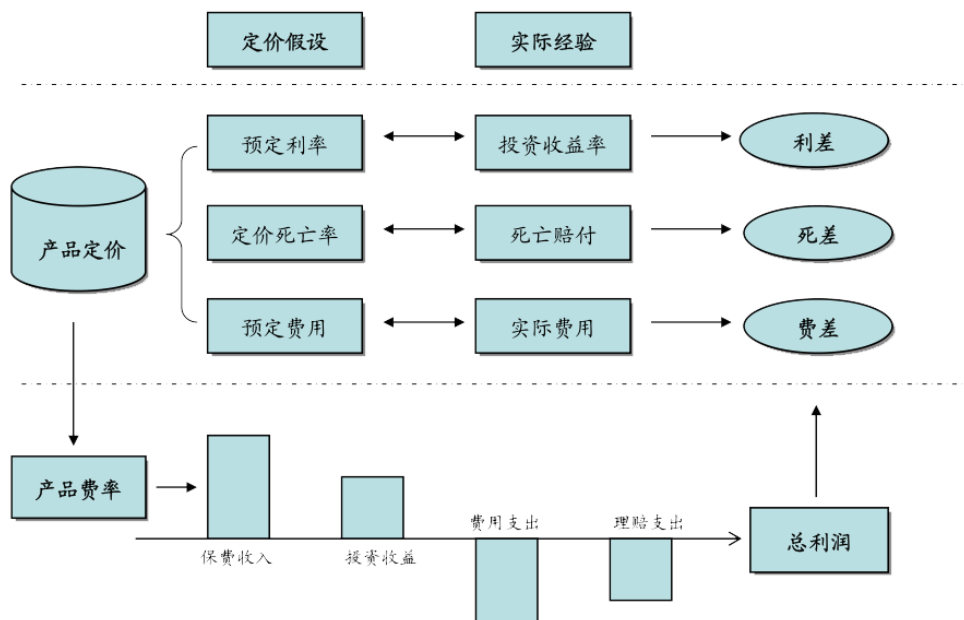 定价假设
实际经验
预定利率
投资收益率
利差
产品定价
定价死亡率
死亡赔付
死差
预定费用
实际费用
费差
产品费率
费用支出
理赔支出
总利润
保费收入
投资收益